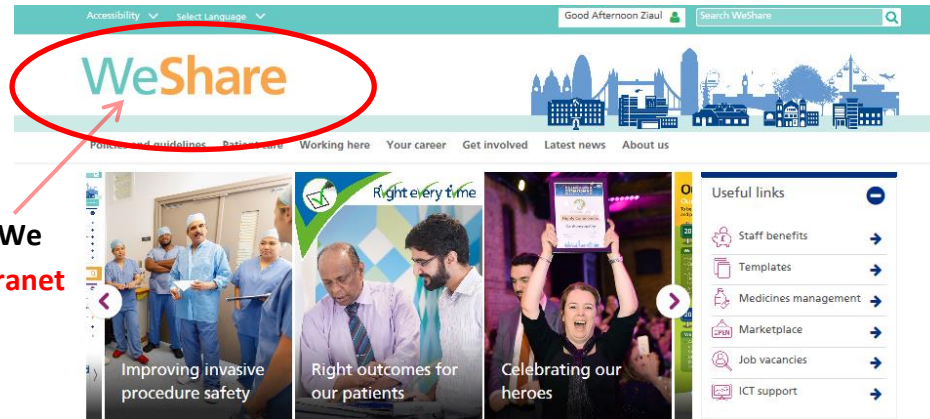 Accessibility Select Language Good Afternoon Ziaul Search WeShare
WeShare
Policies and guidelines Patient care Working here Your career Get involved Latest news About us
We
ranet
Right every time
Improving invasive
procedure safety
Right outcomes for
our patients
Celebrating our
heroes
Useful links
Staff benefits
Templates
Medicines management
OPEN Marketplace
Job vacancies
ICT support